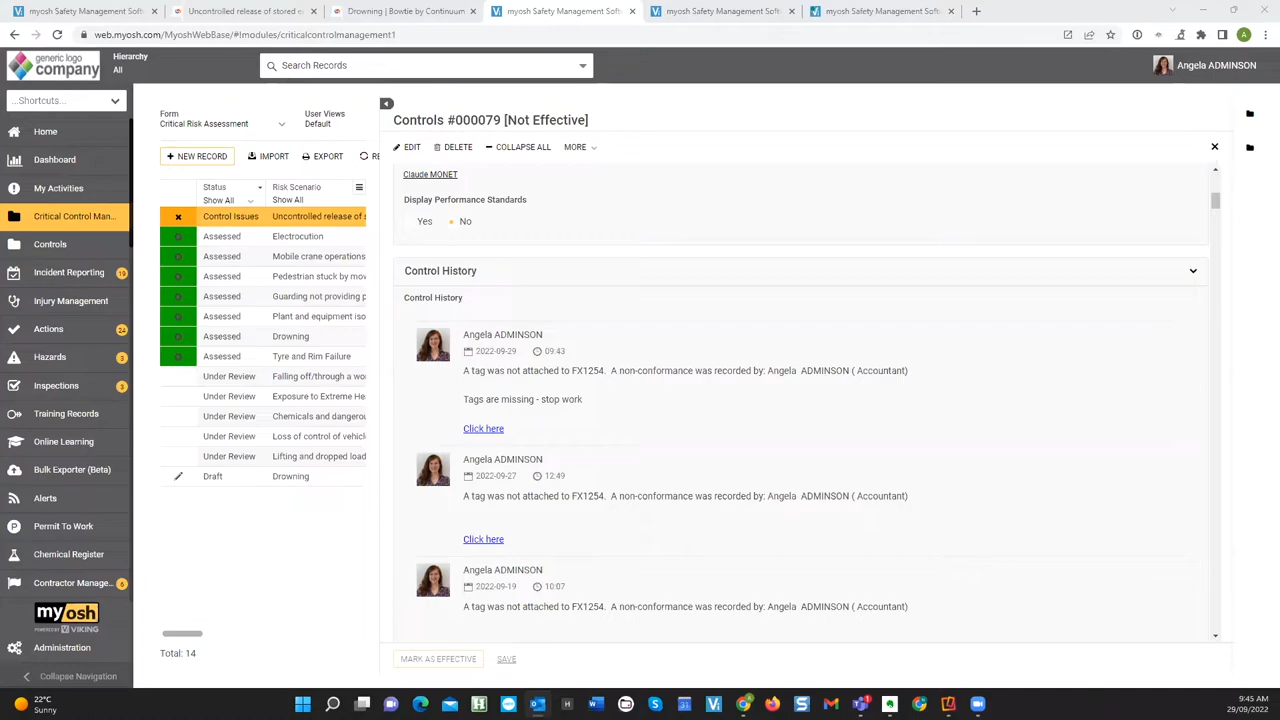 myosh Safety Management Softw
Uncontrolled release of stored e
Drowning | Bowtie by Continuum
myosh Safety Management Softw
myosh Safety Management Softw
myosh Safety Management Softw
web.myosh.com/MyoshWebBase/#!modules/criticalcontrolmanagement1
A
generic logo
company
Hierarchy
All
Search Records
Angela ADMINSON
...Shortcuts...
Home
Dashboard
My Activities
Critical Control Man...
Controls
Incident Reporting
19
Injury Management
Actions
24
Hazards
3
Inspections
3
Training Records
Online Learning
Bulk Exporter (Beta)
Alerts
Permit To Work
Chemical Register
Contractor Manage...
6
myosh
POWERED BY VIKING
Administration
Collapse Navigation
Form
Critical Risk Assessment
User Views
Default
NEW RECORD
IMPORT
EXPORT
RE
Status
Risk Scenario
Show All
Show All
Control Issues
Uncontrolled release of s
Assessed
Electrocution
Assessed
Mobile crane operations
Assessed
Pedestrian stuck by mov
Assessed
Guarding not providing p
Assessed
Plant and equipment iso
Assessed
Drowning
Assessed
Tyre and Rim Failure
Under Review
Falling off/through a wo
Under Review
Exposure to Extreme He
Under Review
Chemicals and dangerou
Under Review
Loss of control of vehicl
Under Review
Lifting and dropped load
Draft
Drowning
Total: 14
Controls #000079 [Not Effective]
EDIT
DELETE
COLLAPSE ALL
MORE
Claude MONET
Display Performance Standards
Yes
No
Control History
Control History
Angela ADMINSON
2022-09-29
09:43
A tag was not attached to FX1254. A non-conformance was recorded by: Angela ADMINSON ( Accountant)
Tags are missing - stop work
Click here
Angela ADMINSON
2022-09-27
12:49
A tag was not attached to FX1254. A non-conformance was recorded by: Angela ADMINSON ( Accountant)
Click here
Angela ADMINSON
2022-09-19
10:07
A tag was not attached to FX1254. A non-conformance was recorded by: Angela ADMINSON ( Accountant)
MARK AS EFFECTIVE
SAVE
22°C
Sunny
9:45 AM
29/09/2022